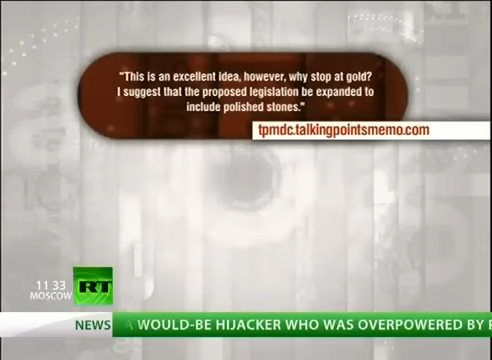 "This is an excellent idea, however, why stop at gold?
I suggest that the proposed legislation be expanded to
include polished stones."
tpmdc.talkingpointsmemo.com
11 33
MOSCOW
RT
NEWS
A WOULD-BE HIJACKER WHO WAS OVERPOWERED BY